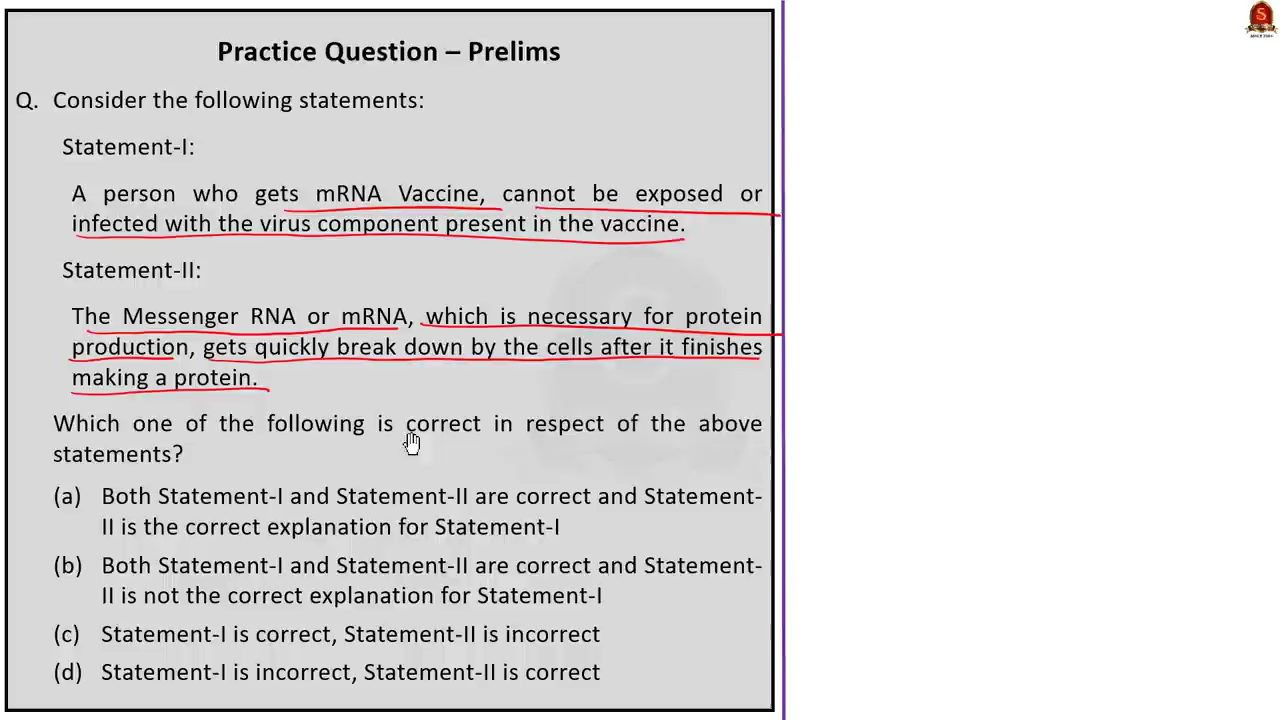 Practice Question – Prelims
Q. Consider the following statements:
Statement-I:
A person who gets mRNA Vaccine, cannot be exposed or
infected with the virus component present in the vaccine.
Statement-II:
The Messenger RNA or mRNA, which is necessary for protein
production, gets quickly break down by the cells after it finishes
making a protein.
Which one of the following is correct in respect of the above
statements?
(a) Both Statement-I and Statement-II are correct and Statement-
II is the correct explanation for Statement-I
(b) Both Statement-I and Statement-II are correct and Statement-
II is not the correct explanation for Statement-I
(c) Statement-I is correct, Statement-II is incorrect
(d) Statement-I is incorrect, Statement-II is correct
S